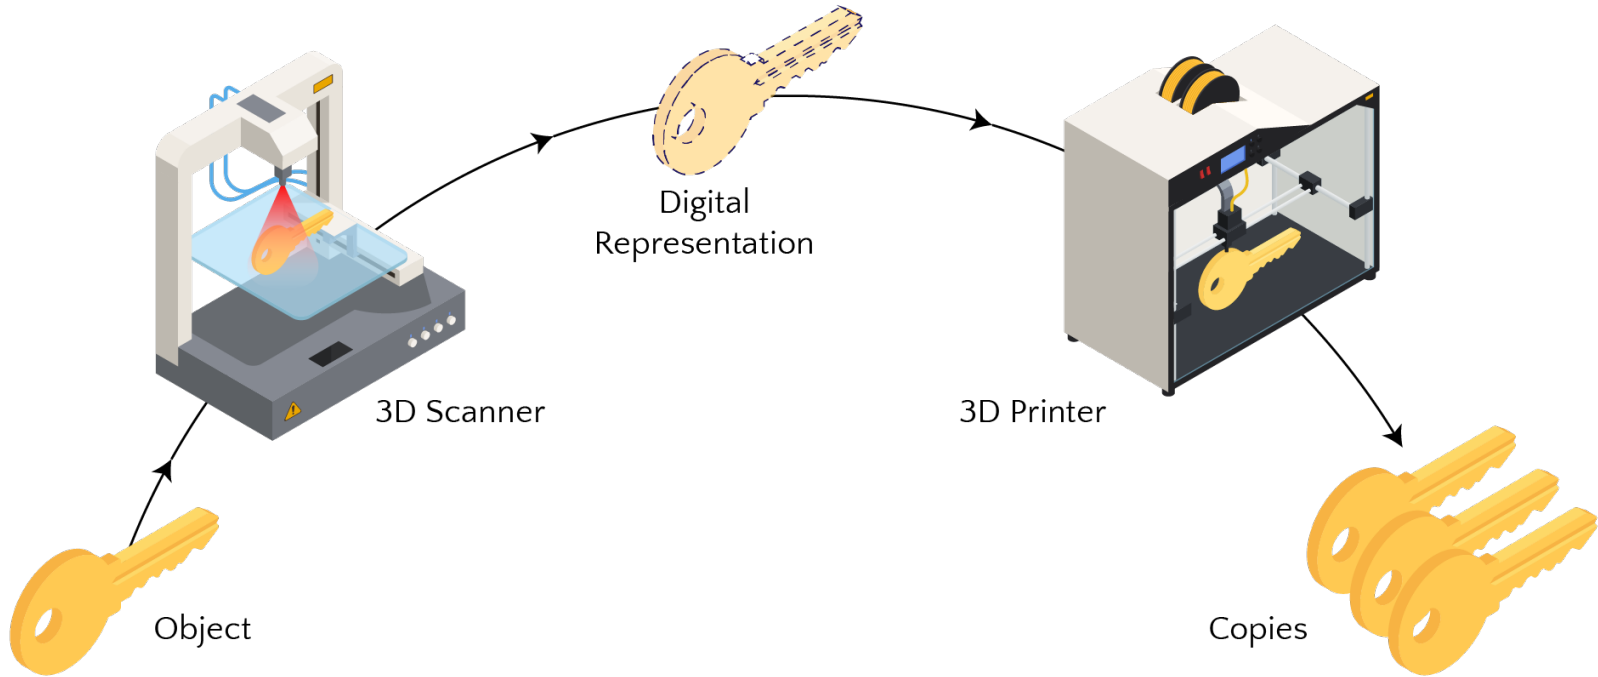 Digital
Representation
3D Scanner
3D Printer
Object
Copies